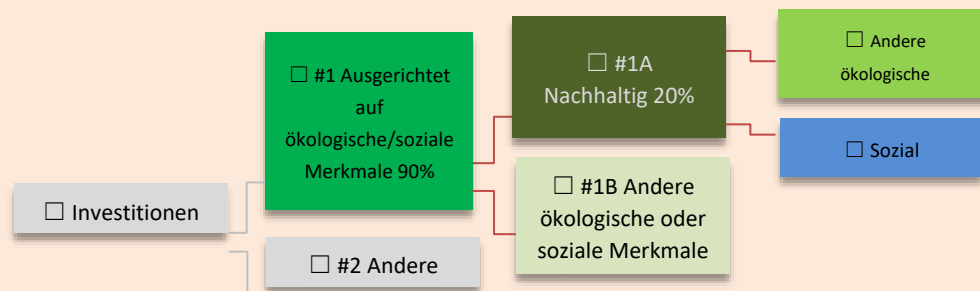 ☐ Investitionen
☐ #1 Ausgerichtet
auf
ökologische/soziale
Merkmale 90%
☐ #2 Andere
☐ #1A
Nachhaltig 20%
☐ #1B Andere
ökologische oder
soziale Merkmale
☐ Andere
ökologische
☐ Sozial